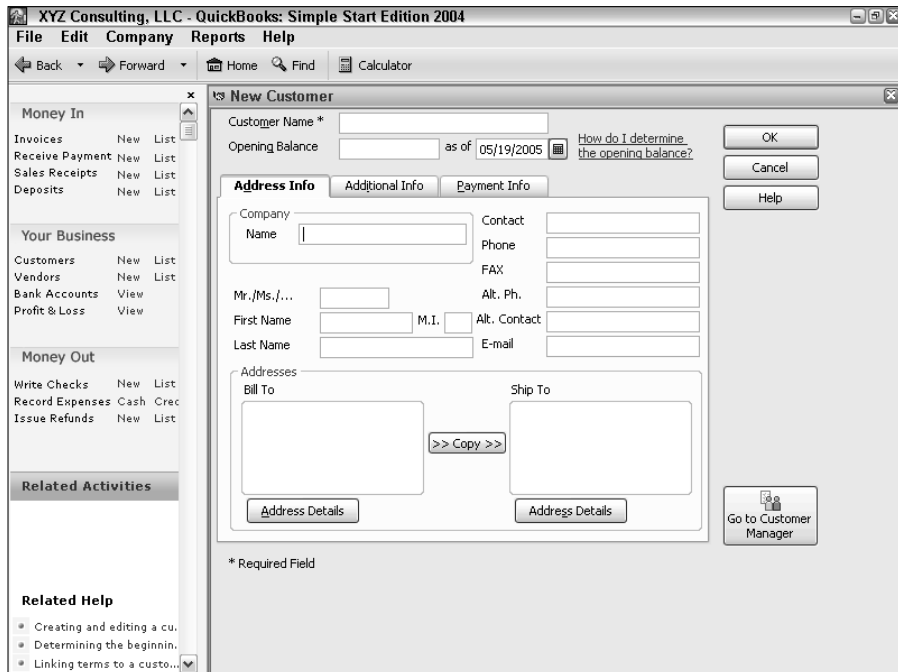 XYZ Consulting, LLC - QuickBooks: Simple Start Edition 2004
File Edit Company Reports Help
Back Forward Home Find Calculator
Money In
Invoices New List
Receive Payment New List
Sales Receipts New List
Deposits New List
Your Business
Customers New List
Vendors New List
Bank Accounts View
Profit & Loss View
Money Out
Write Checks New List
Record Expenses Cash Crec
Issue Refunds New List
Related Activities
Related Help
Creating and editing a cu.
Determining the beginnin.
Linking terms to a custo...
New Customer
Customer Name *
Opening Balance as of 05/19/2005
How do I determine
the opening balance?
OK
Cancel
Help
Address Info Additional Info Payment Info
Company
Name
Mr./Ms./...
First Name M.I.
Last Name
Contact
Phone
FAX
Alt. Ph.
Alt. Contact
E-mail
Addresses
Bill To Ship To
>> Copy >>
Address Details Address Details
Go to Customer
Manager
* Required Field